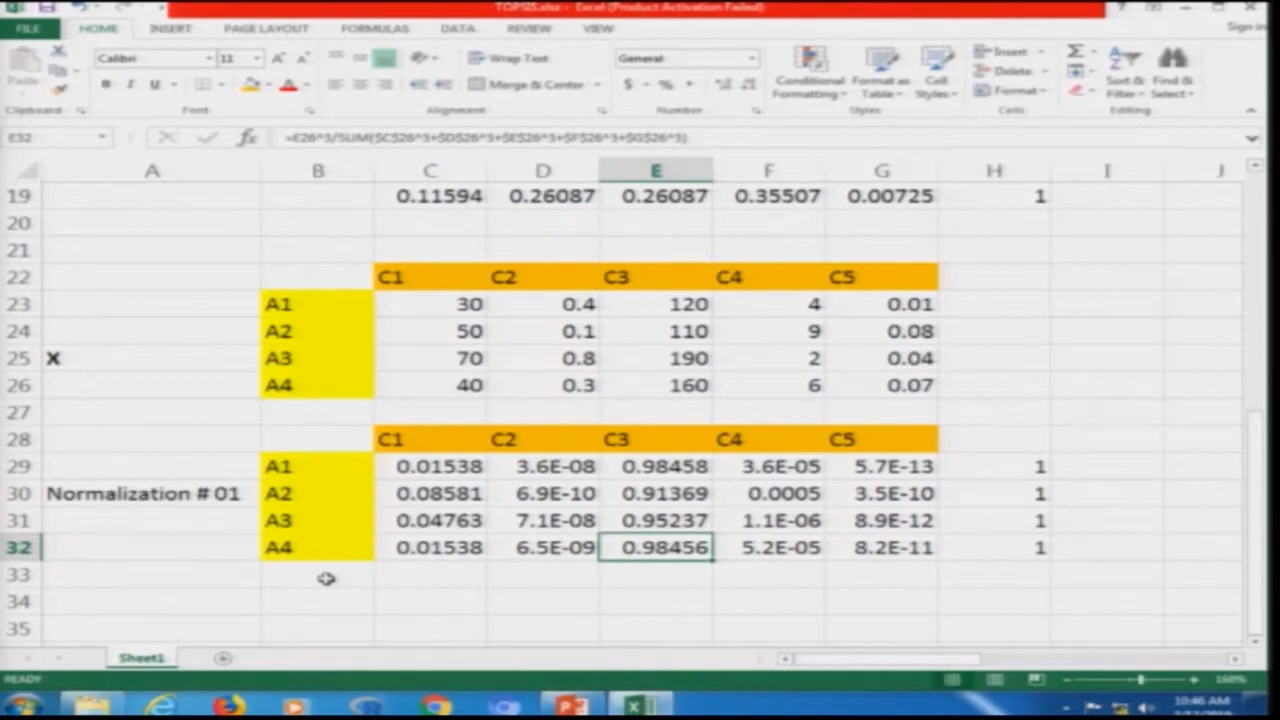 TOPSIS.xlsx - Excel (Product Activation Failed)
FILE HOME INSERT PAGE LAYOUT FORMULAS DATA REVIEW VIEW Sign in
Calibri 11 Wrap Text General Insert
Paste Merge & Center Conditional Formatting Format as Table Cell Styles Delete Sort & Filter Find & Select
Format
Clipboard Font Alignment Number Styles Cells Editing
E32 fx =E26^3/SUM($C$26^3+$D$26^3+$E$26^3+$F$26^3+$G$26^3)
A B C D E F G H I J
19 0.11594 0.26087 0.26087 0.35507 0.00725 1
20
21
22 C1 C2 C3 C4 C5
23 A1 30 0.4 120 4 0.01
24 A2 50 0.1 110 9 0.08
25 X A3 70 0.8 190 2 0.04
26 A4 40 0.3 160 6 0.07
27
28 C1 C2 C3 C4 C5
29 A1 0.01538 3.6E-08 0.98458 3.6E-05 5.7E-13 1
30 Normalization # 01 A2 0.08581 6.9E-10 0.91369 0.0005 3.5E-10 1
31 A3 0.04763 7.1E-08 0.95237 1.1E-06 8.9E-12 1
32 A4 0.01538 6.5E-09 0.98456 5.2E-05 8.2E-11 1
33
34
35
Sheet1
READY 160%
10:46 AM